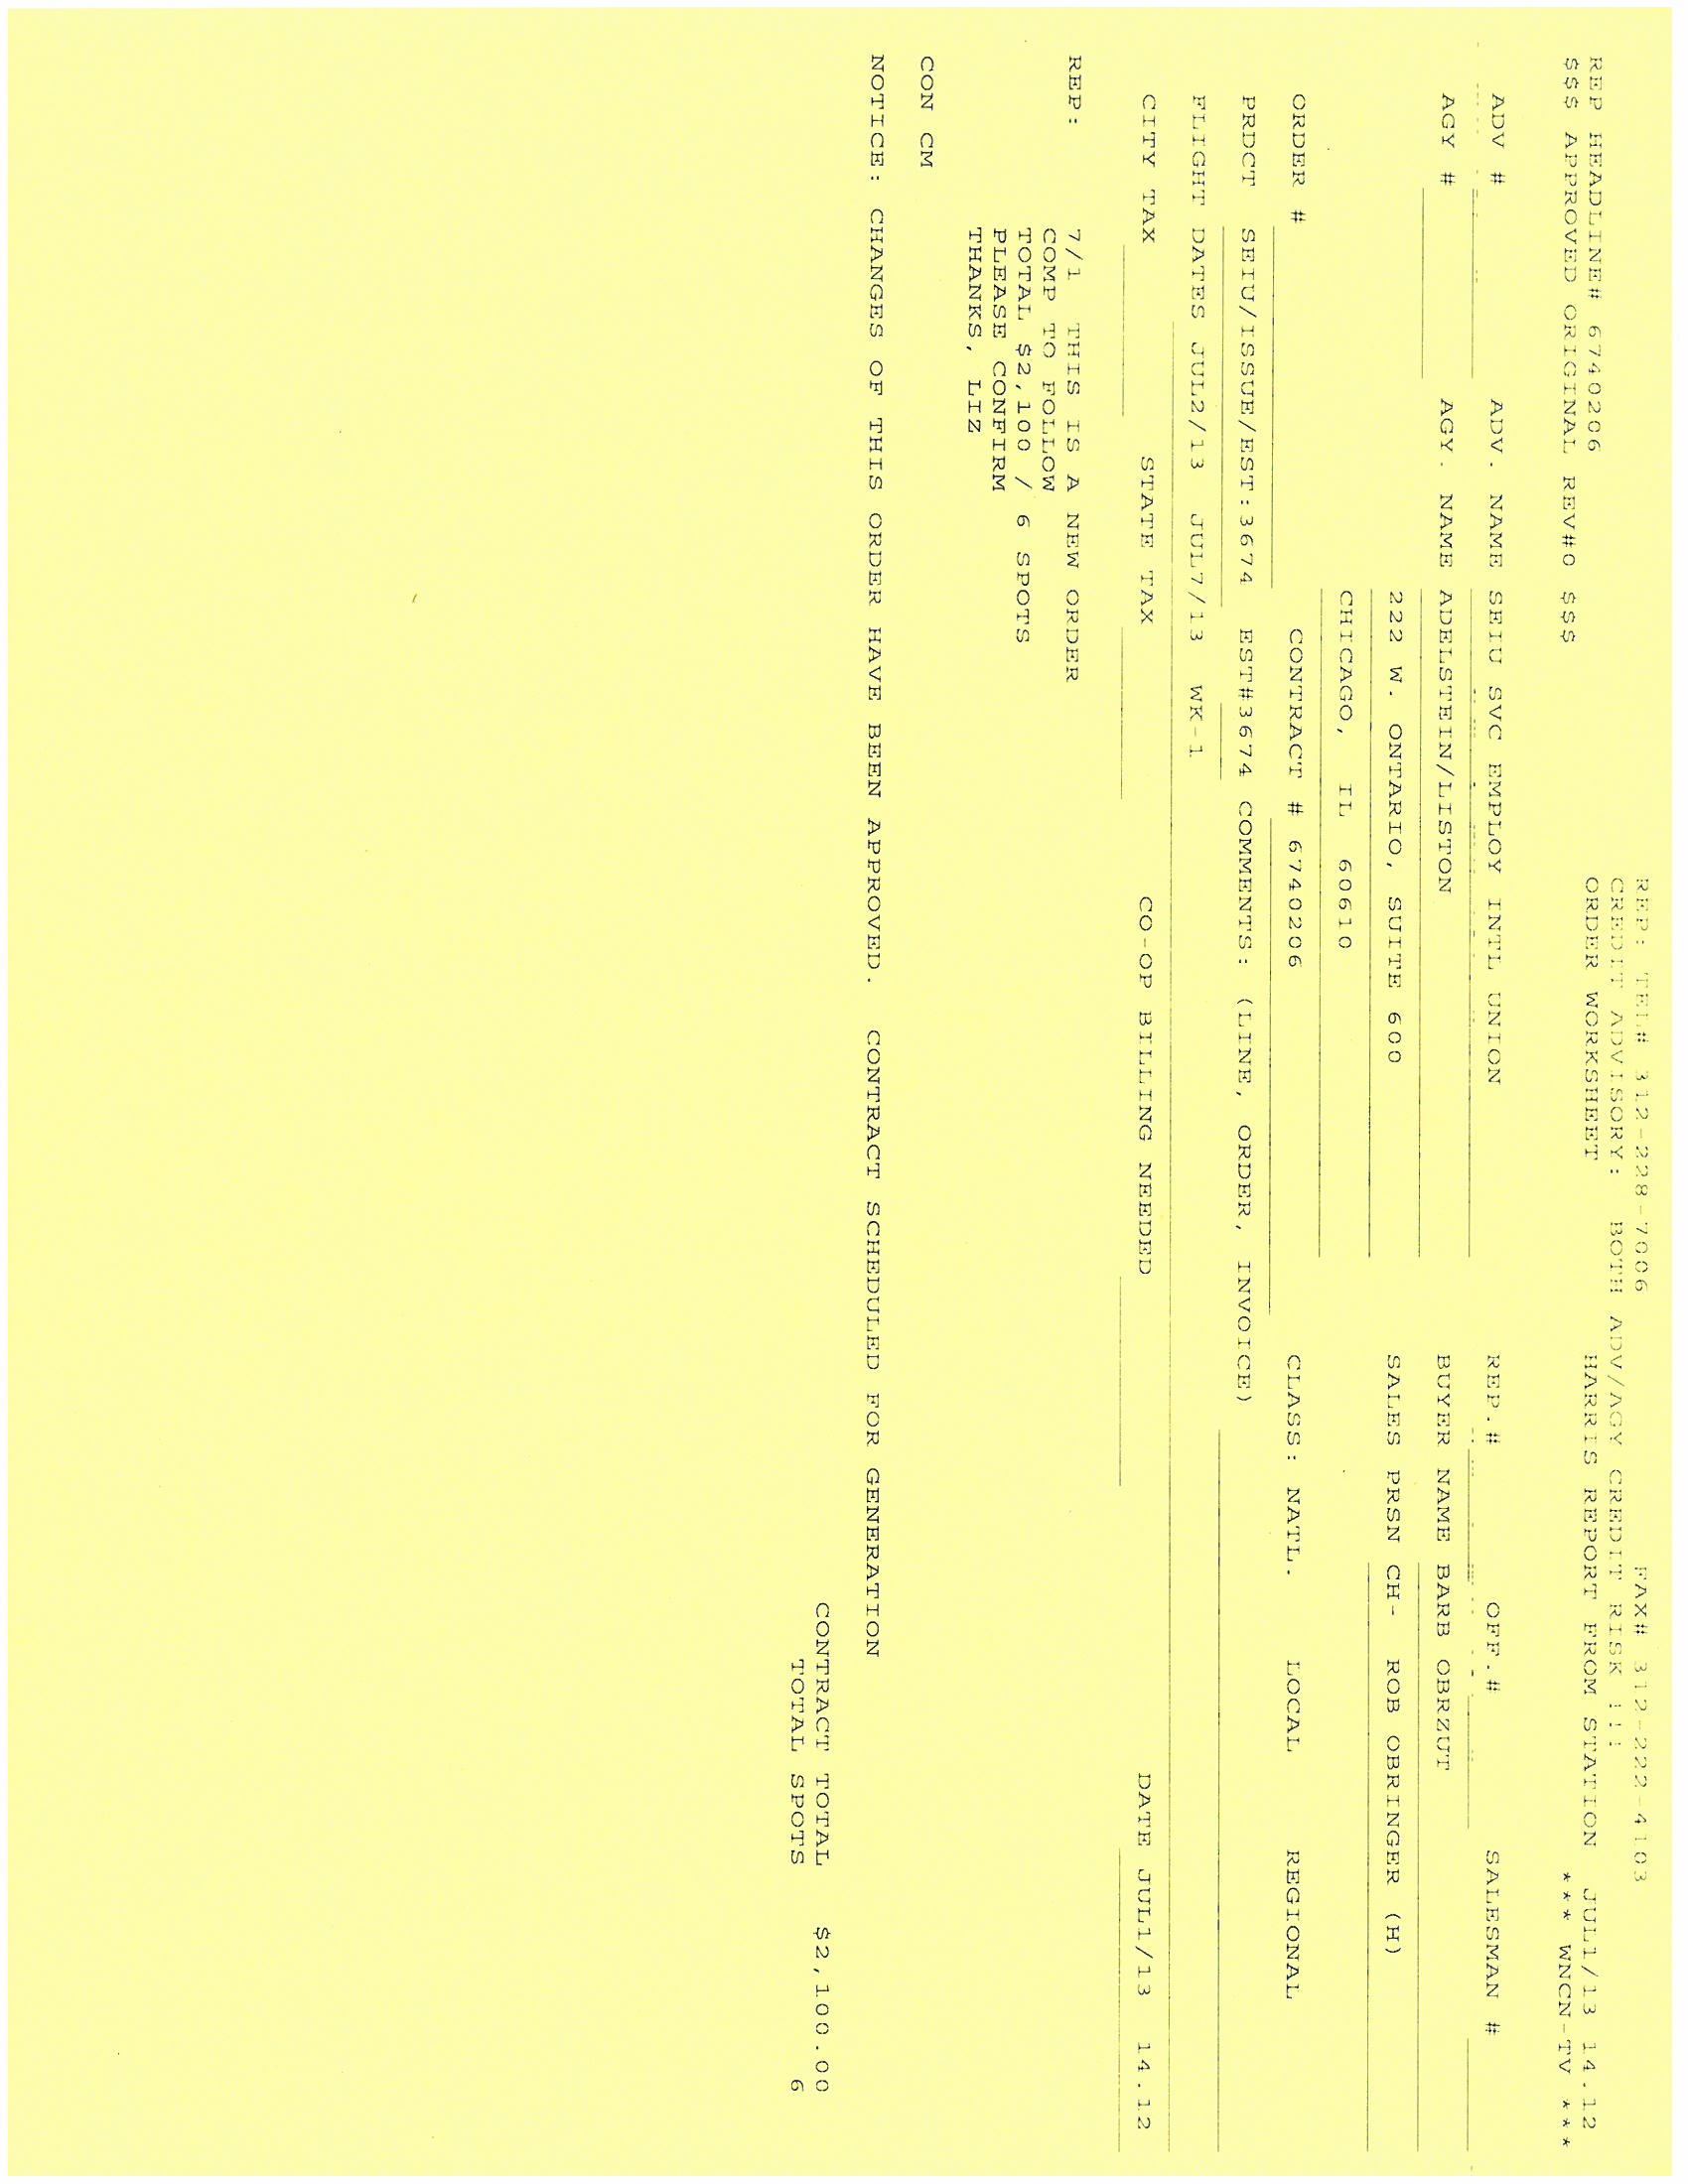 REP: TEL# 312-228-7006 FAX# 312-222-4103
CREDIT ADVISORY: BOTH ADV/AGY CREDIT RISK !!!
ORDER WORKSHEET HARRIS REPORT FROM STATION JUL1/13 14.12
REP HEADLINE# 6740206
$$$ APPROVED ORIGINAL REV#0 $$$ *** WNCN-TV ***
ADV # ADV. NAME SEIU SVC EMPLOY INTL UNION REP.# OFF.# SALESMAN #
AGY # AGY. NAME ADELSTEIN/LISTON BUYER NAME BARB OBRZUT
222 W. ONTARIO, SUITE 600 SALES PRSN CH- ROB OBRINGER (H)
CHICAGO, IL 60610
ORDER # CONTRACT # 6740206 CLASS: NATL. LOCAL REGIONAL
PRDCT SEIU/ISSUE/EST:3674 EST#3674 COMMENTS: (LINE, ORDER, INVOICE)
FLIGHT DATES JUL2/13 JUL7/13 WK-1
CITY TAX STATE TAX CO-OP BILLING NEEDED DATE JUL1/13 14.12
REP: 7/1 THIS IS A NEW ORDER
COMP TO FOLLOW
TOTAL $2,100 / 6 SPOTS
PLEASE CONFIRM
THANKS, LIZ
CON CM
NOTICE: CHANGES OF THIS ORDER HAVE BEEN APPROVED. CONTRACT SCHEDULED FOR GENERATION
CONTRACT TOTAL $2,100.00
TOTAL SPOTS 6